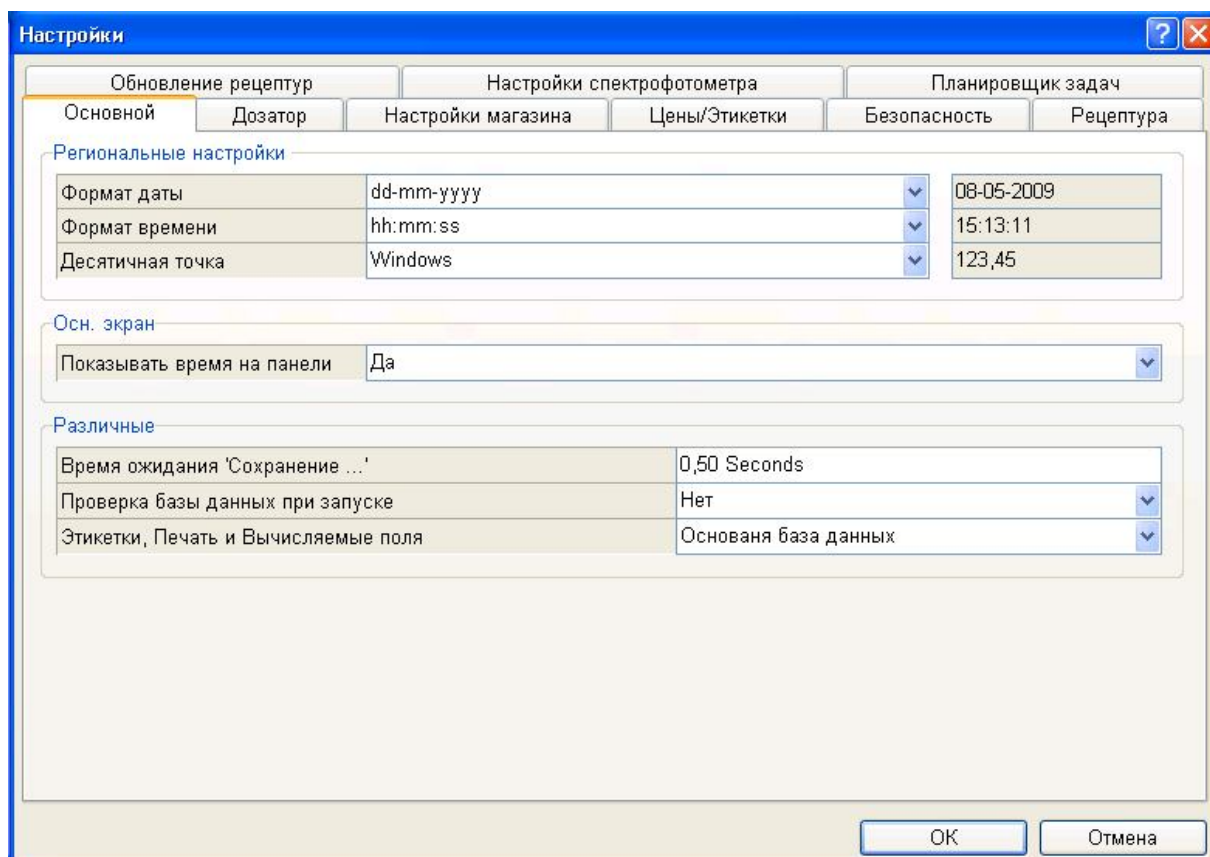 Настройки
Обновление рецептур Настройки спектрофотометра Планировщик задач
Основной Дозатор Настройки магазина Цены/Этикетки Безопасность Рецептура
Региональные настройки
Формат даты dd-mm-yyyy 08-05-2009
Формат времени hh:mm:ss 15:13:11
Десятичная точка Windows 123,45
Осн. экран
Показывать время на панели Да
Различные
Время ожидания 'Сохранение ...' 0,50 Seconds
Проверка базы данных при запуске Нет
Этикетки, Печать и Вычисляемые поля Основаня база данных
OK Отмена